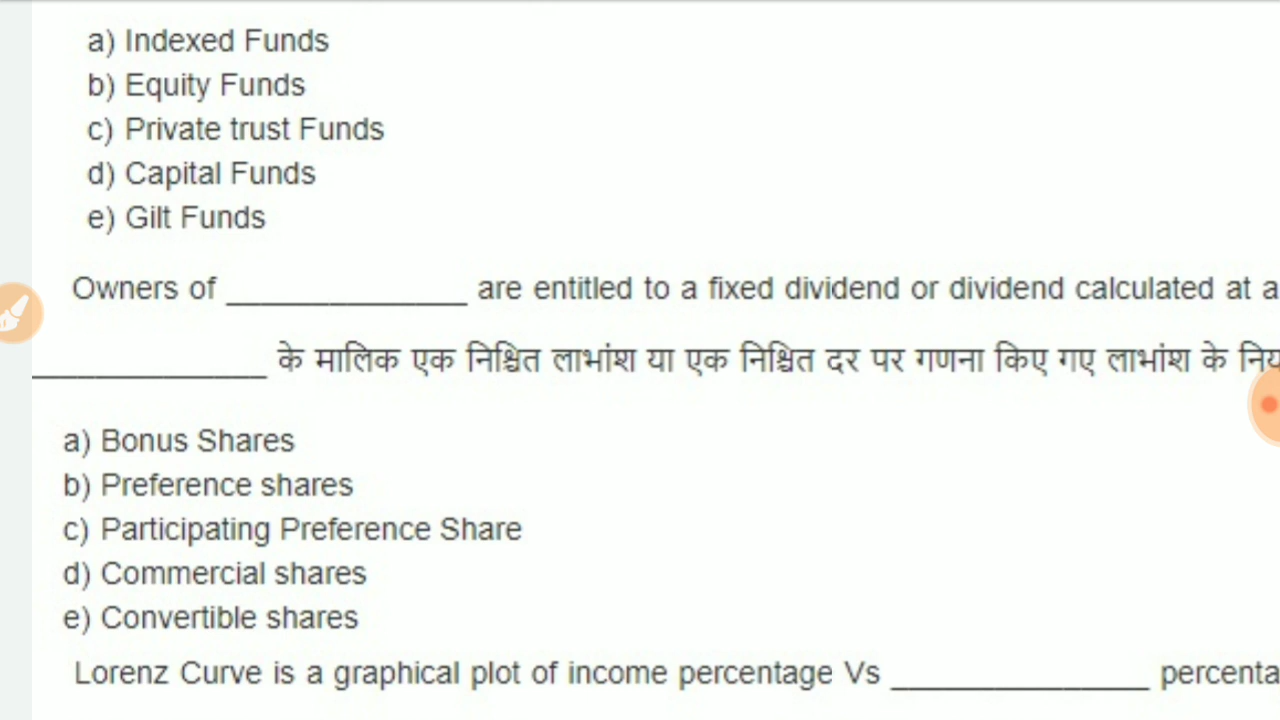 a) Indexed Funds
b) Equity Funds
c) Private trust Funds
d) Capital Funds
e) Gilt Funds
Owners of ______________ are entitled to a fixed dividend or dividend calculated at a
______________ के मालिक एक निश्चित लाभांश या एक निश्चित दर पर गणना किए गए लाभांश के
a) Bonus Shares
b) Preference shares
c) Participating Preference Share
d) Commercial shares
e) Convertible shares
Lorenz Curve is a graphical plot of income percentage Vs _______________